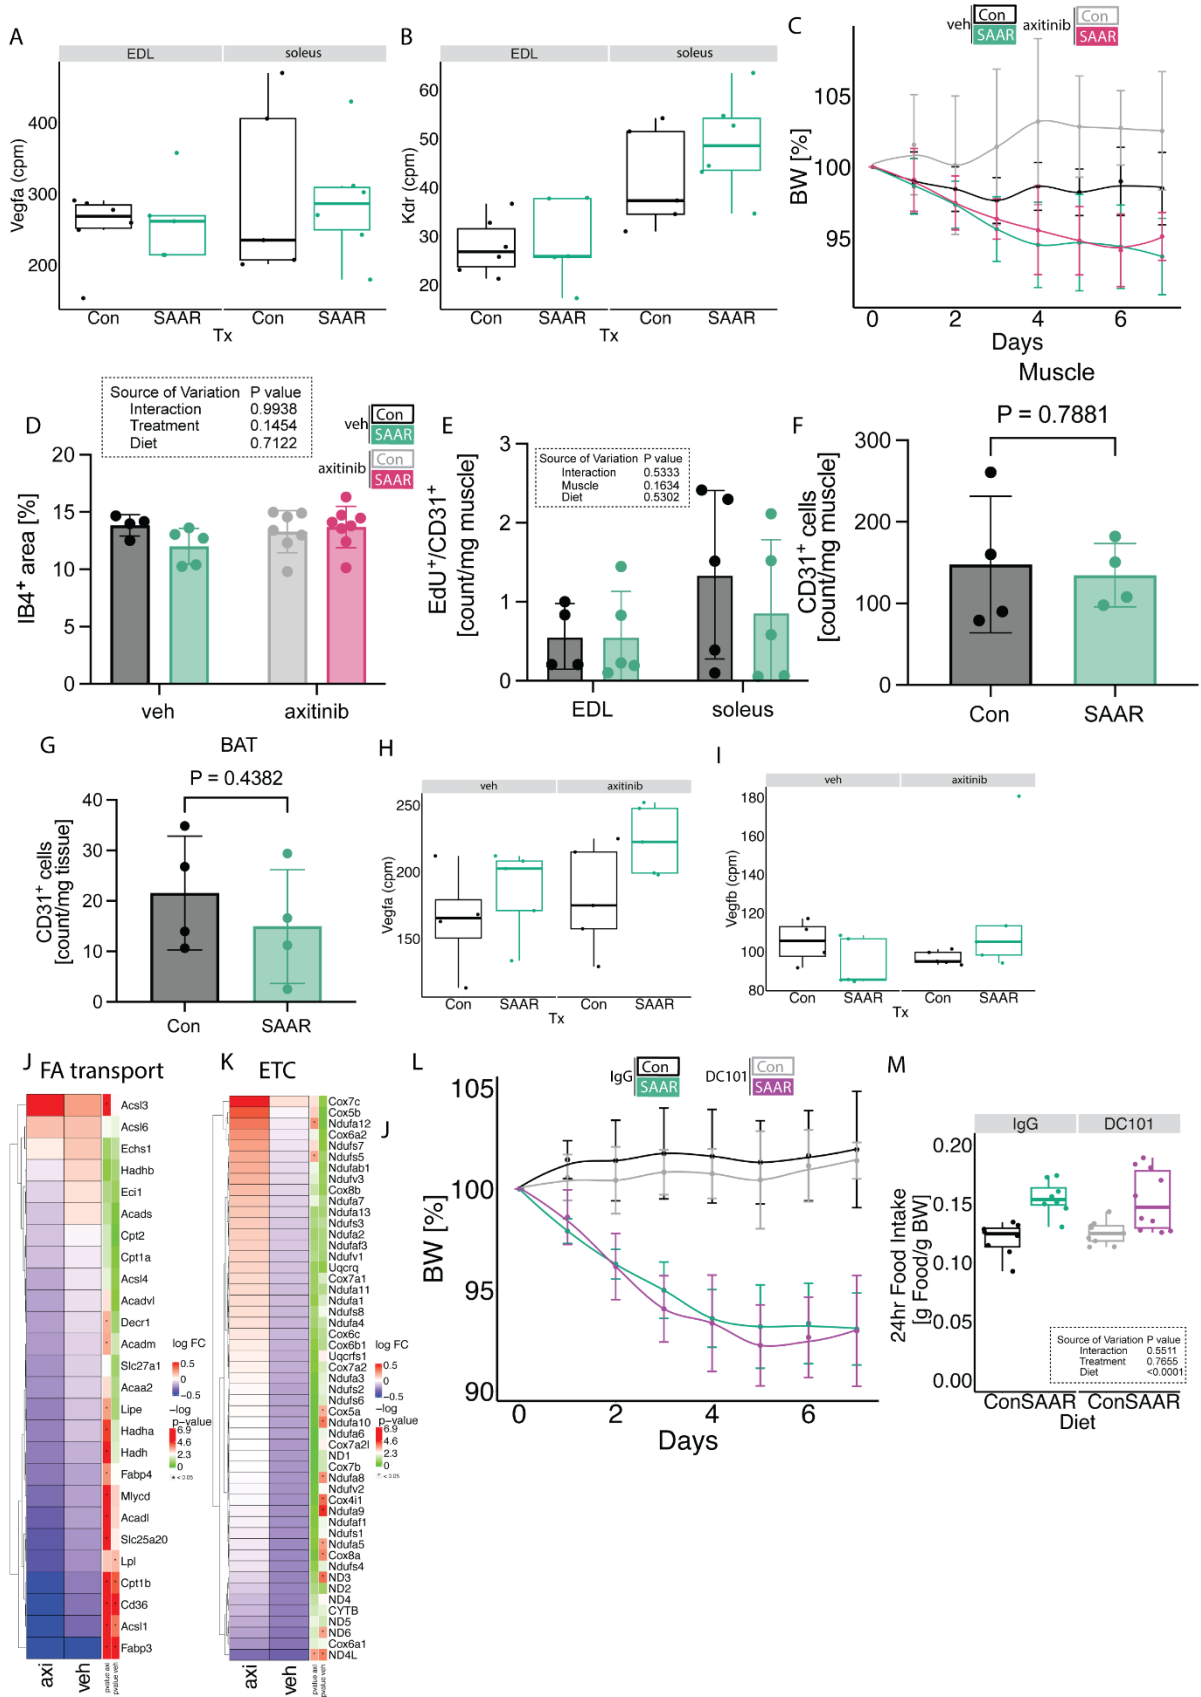 A
EDL
soleus
Vegfa (cpm)
400
300
200
Con
SAAR
Con
SAAR
Tx
B
EDL
soleus
Kdr (cpm)
60
50
40
30
20
Con
SAAR
Con
SAAR
Tx
C
veh
Con
SAAR
axitinib
Con
SAAR
BW [%]
105
100
95
0
2
4
6
Days
D
Source of Variation P value
Interaction 0.9938
Treatment 0.1454
Diet 0.7122
veh
Con
SAAR
axitinib
Con
SAAR
IB4+ area [%]
20
15
10
5
0
veh
axitinib
E
Source of Variation P value
Interaction 0.5333
Muscle 0.1634
Diet 0.5302
EdU+/CD31+
[count/mg muscle]
3
2
1
0
EDL
soleus
Muscle
F
P = 0.7881
CD31+ cells
[count/mg muscle]
300
200
100
0
Con
SAAR
G
BAT
P = 0.4382
CD31+ cells
[count/mg tissue]
40
30
20
10
0
Con
SAAR
H
veh
axitinib
Vegfa (cpm)
250
200
150
Con
SAAR
Con
SAAR
Tx
I
veh
axitinib
Vegfb (cpm)
180
160
140
120
100
80
Con
SAAR
Con
SAAR
Tx
J
FA transport
Acsl3
Acsl6
Echs1
Hadhb
Eci1
Acads
Cpt2
Cpt1a
Acsl4
Acadvl
Decr1
Acadm
Slc27a1
Acaa2
Lipe
Hadha
Hadh
Fabp4
Mlycd
Acadl
Slc25a20
Lpl
Cpt1b
Cd36
Acsl1
Fabp3
axi
veh
pvalue axi
pvalue veh
log FC
0.5
0
−0.5
−log
p−value
6.9
4.6
2.3
0
* < 0.05
K
ETC
Cox7c
Cox5b
Ndufa12
Cox6a2
Ndufs7
Ndufs5
Ndufab1
Ndufv3
Cox8b
Ndufa7
Ndufa13
Ndufs3
Ndufa2
Ndufaf3
Ndufv1
Uqcrq
Cox7a1
Ndufa11
Ndufa1
Ndufs8
Ndufa4
Cox6c
Cox6b1
Uqcrfs1
Cox7a2
Ndufa3
Ndufs2
Ndufs6
Cox5a
Ndufa10
Ndufa6
Cox7a2l
ND1
Cox7b
Ndufa8
Ndufv2
Cox4i1
Ndufa9
Ndufaf1
Ndufs1
Ndufa5
Cox8a
Ndufs4
ND3
ND2
ND4
CYTB
ND5
ND6
Cox6a1
ND4L
axi
veh
pvalue axi
pvalue veh
log FC
0.5
0
−0.5
−log
p−value
6.9
4.6
2.3
0
* < 0.05
J
L
IgG
Con
SAAR
DC101
Con
SAAR
BW [%]
105
100
95
90
0
2
4
6
Days
M
IgG
DC101
24hr Food Intake
[g Food/g BW]
0.20
0.15
0.10
0.05
0.00
Source of Variation P value
Interaction 0.5511
Treatment 0.7655
Diet <0.0001
Con
SAAR
Con
SAAR
Diet